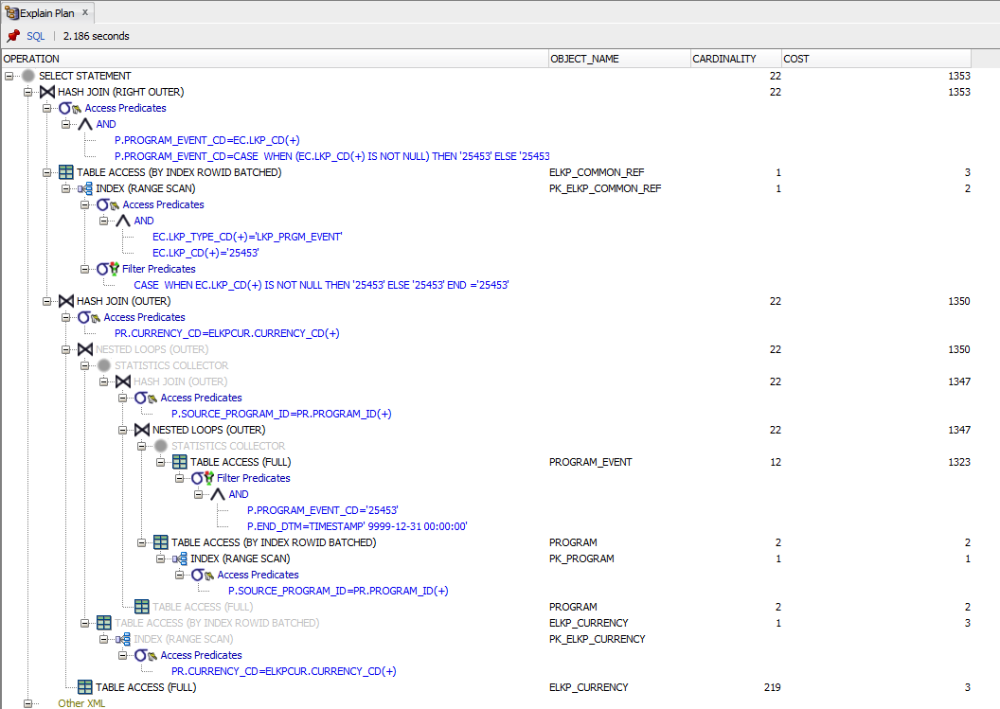 Explain Plan x
SQL | 2.186 seconds
OPERATION OBJECT_NAME CARDINALITY COST
SELECT STATEMENT 22 1353
HASH JOIN (RIGHT OUTER) 22 1353
Access Predicates
AND
P.PROGRAM_EVENT_CD=EC.LKP_CD(+)
P.PROGRAM_EVENT_CD=CASE WHEN (EC.LKP_CD(+) IS NOT NULL) THEN '25453' ELSE '25453
TABLE ACCESS (BY INDEX ROWID BATCHED) ELKP_COMMON_REF 1 3
INDEX (RANGE SCAN) PK_ELKP_COMMON_REF 1 2
Access Predicates
AND
EC.LKP_TYPE_CD(+)='LKP_PRGM_EVENT'
EC.LKP_CD(+)='25453'
Filter Predicates
CASE WHEN EC.LKP_CD(+) IS NOT NULL THEN '25453' ELSE '25453' END ='25453'
HASH JOIN (OUTER) 22 1350
Access Predicates
PR.CURRENCY_CD=ELKPCUR.CURRENCY_CD(+)
NESTED LOOPS (OUTER) 22 1350
STATISTICS COLLECTOR
HASH JOIN (OUTER) 22 1347
Access Predicates
P.SOURCE_PROGRAM_ID=PR.PROGRAM_ID(+)
NESTED LOOPS (OUTER) 22 1347
STATISTICS COLLECTOR
TABLE ACCESS (FULL) PROGRAM_EVENT 12 1323
Filter Predicates
AND
P.PROGRAM_EVENT_CD='25453'
P.END_DTM=TIMESTAMP' 9999-12-31 00:00:00'
TABLE ACCESS (BY INDEX ROWID BATCHED) PROGRAM 2 2
INDEX (RANGE SCAN) PK_PROGRAM 1 1
Access Predicates
P.SOURCE_PROGRAM_ID=PR.PROGRAM_ID(+)
TABLE ACCESS (FULL) PROGRAM 2 2
TABLE ACCESS (BY INDEX ROWID BATCHED) ELKP_CURRENCY 1 3
INDEX (RANGE SCAN) PK_ELKP_CURRENCY
Access Predicates
PR.CURRENCY_CD=ELKPCUR.CURRENCY_CD(+)
TABLE ACCESS (FULL) ELKP_CURRENCY 219 3
Other XML